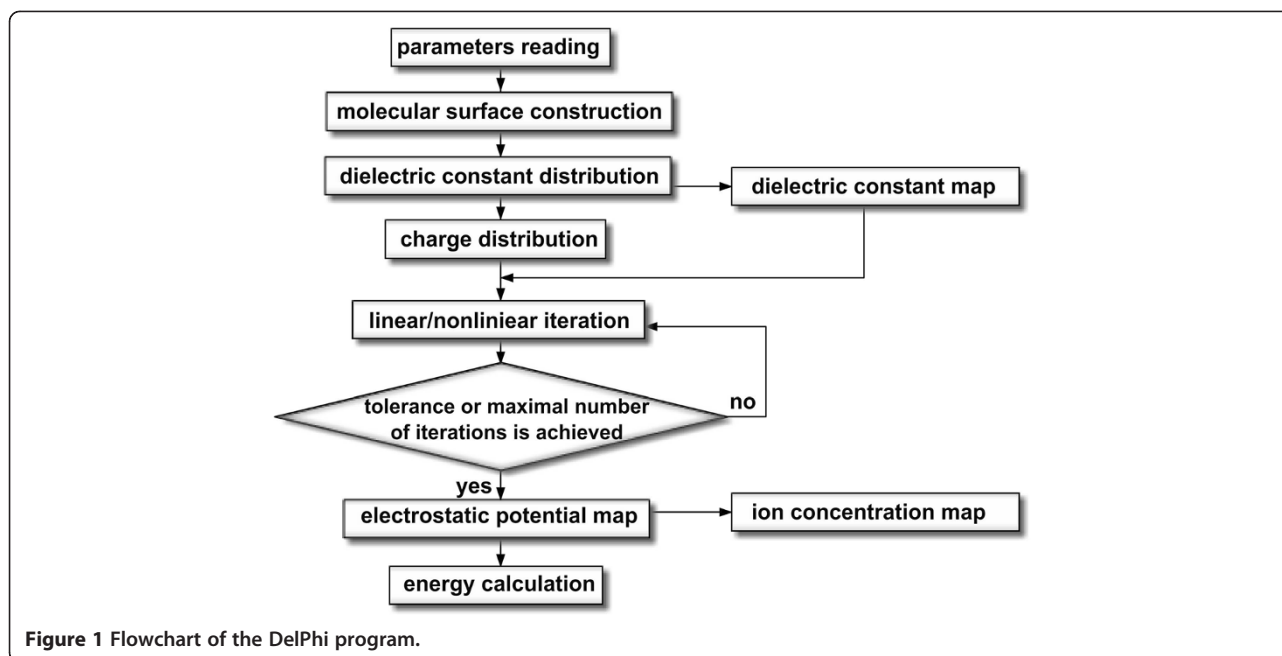 parameters reading
molecular surface construction
dielectric constant distribution
dielectric constant map
charge distribution
linear/nonliniear iteration
no
tolerance or maximal number
of iterations is achieved
yes
electrostatic potential map
ion concentration map
energy calculation
Figure 1 Flowchart of the DelPhi program.